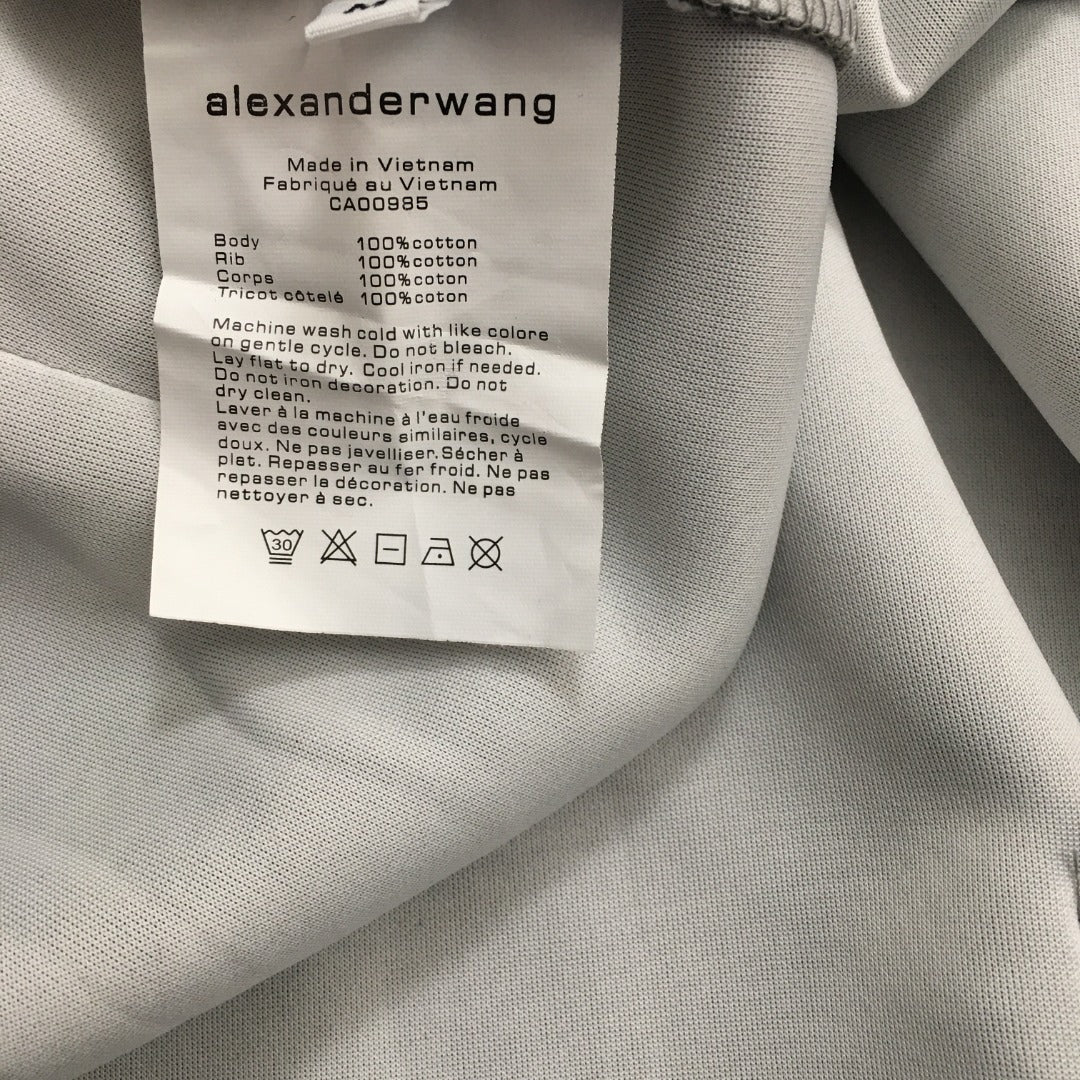 alexanderwang
Made in Vietnam
Fabriqué au Vietnam
CA00985
Body 100%cotton
Rib 100%cotton
Corps 100%coton
Tricot côtelé 100%coton
Machine wash cold with like colore
on gentle cycle. Do not bleach.
Lay flat to dry. Cool iron if needed.
Do not iron decoration. Do not
dry clean.
Laver à la machine à l'eau froide
avec des couleurs similaires, cycle
doux. Ne pas javelliser. Sécher à
plat. Repasser au fer froid. Ne pas
repasser la décoration. Ne pas
nettoyer à sec.
30